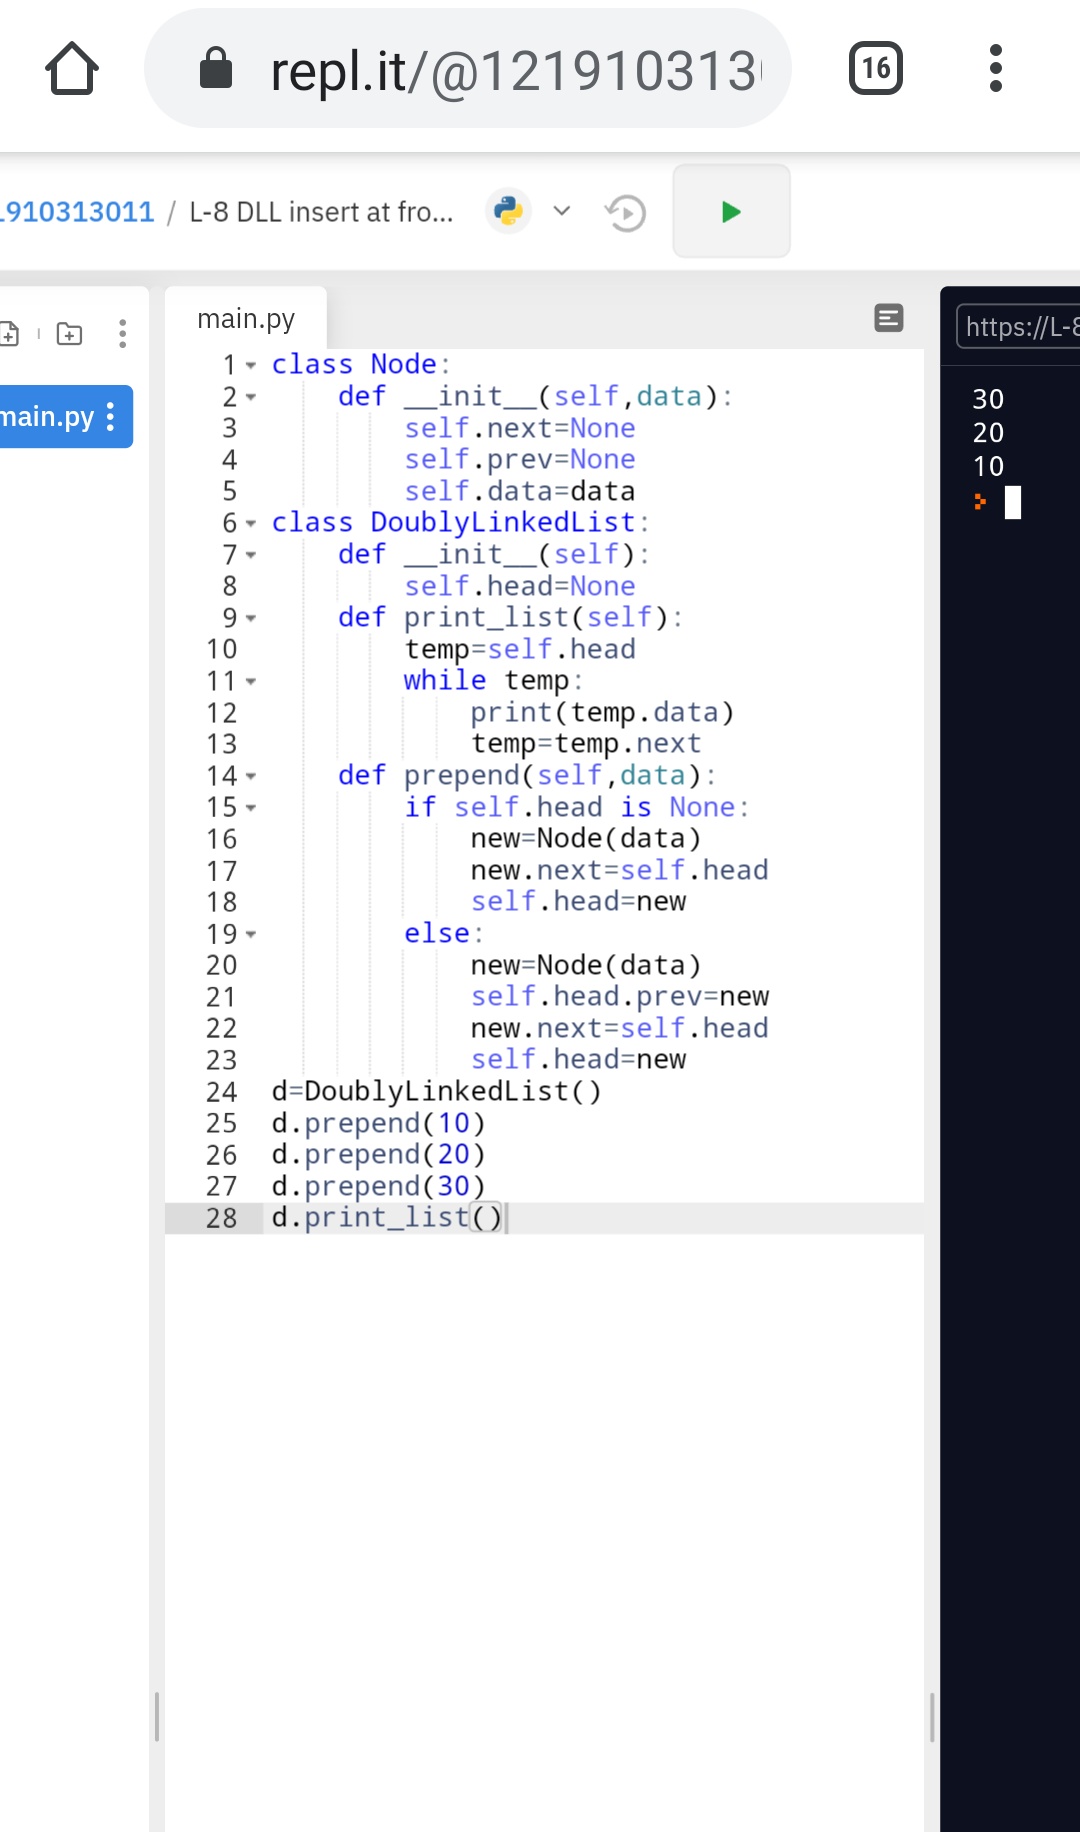 repl.it/@121910313
16
910313011 / L-8 DLL insert at fro...
main.py
main.py
https://L-8
1 class Node:
2     def __init__(self,data):
3         self.next=None
4         self.prev=None
5         self.data=data
6 class DoublyLinkedList:
7     def __init__(self):
8         self.head=None
9     def print_list(self):
10         temp=self.head
11         while temp:
12             print(temp.data)
13             temp=temp.next
14     def prepend(self,data):
15         if self.head is None:
16             new=Node(data)
17             new.next=self.head
18             self.head=new
19         else:
20             new=Node(data)
21             self.head.prev=new
22             new.next=self.head
23             self.head=new
24 d=DoublyLinkedList()
25 d.prepend(10)
26 d.prepend(20)
27 d.prepend(30)
28 d.print_list()
30
20
10